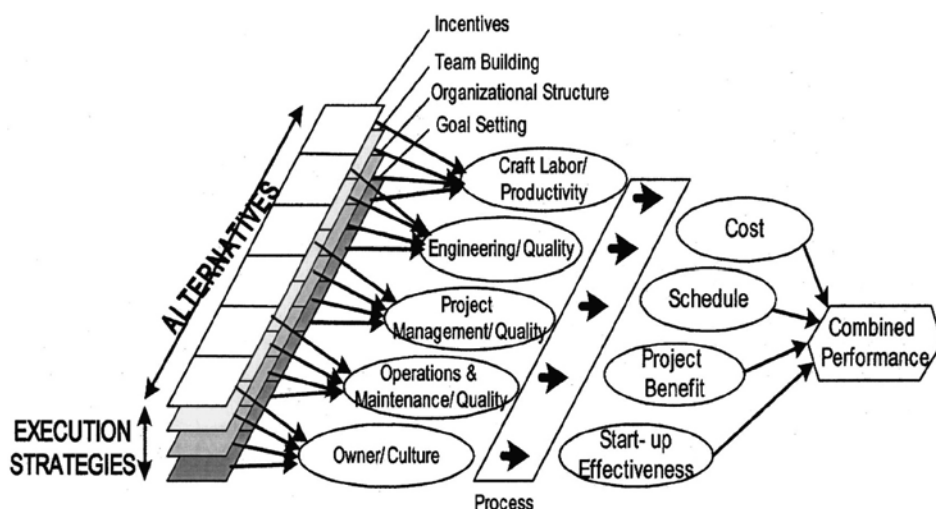 Incentives
Team Building
Organizational Structure
Goal Setting
ALTERNATIVES
EXECUTION
STRATEGIES
Craft Labor/
Productivity
Engineering/ Quality
Project
Management/ Quality
Operations &
Maintenance/ Quality
Owner/ Culture
Process
Cost
Schedule
Project
Benefit
Start- up
Effectiveness
Combined
Performance